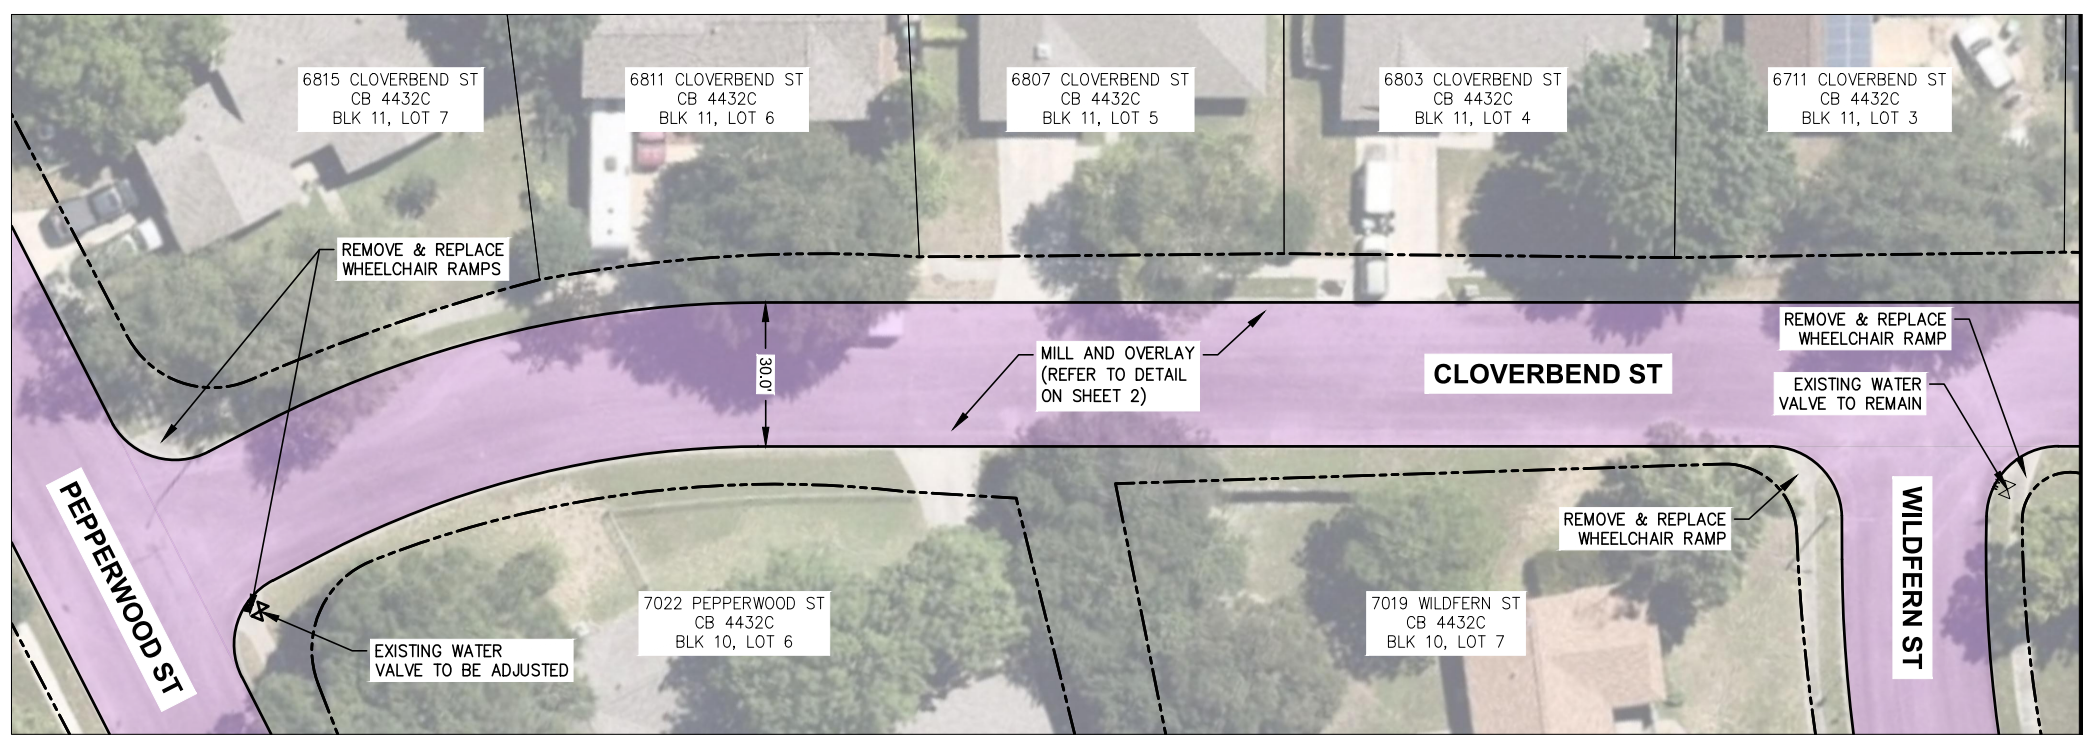 6815 CLOVERBEND ST
CB 4432C
BLK 11, LOT 7
6811 CLOVERBEND ST
CB 4432C
BLK 11, LOT 6
6807 CLOVERBEND ST
CB 4432C
BLK 11, LOT 5
6803 CLOVERBEND ST
CB 4432C
BLK 11, LOT 4
6711 CLOVERBEND ST
CB 4432C
BLK 11, LOT 3
REMOVE & REPLACE
WHEELCHAIR RAMPS
30.0'
MILL AND OVERLAY
(REFER TO DETAIL
ON SHEET 2)
CLOVERBEND ST
REMOVE & REPLACE
WHEELCHAIR RAMP
EXISTING WATER
VALVE TO REMAIN
PEPPERWOOD ST
REMOVE & REPLACE
WHEELCHAIR RAMP
WILDFERN ST
7022 PEPPERWOOD ST
CB 4432C
BLK 10, LOT 6
7019 WILDFERN ST
CB 4432C
BLK 10, LOT 7
EXISTING WATER
VALVE TO BE ADJUSTED